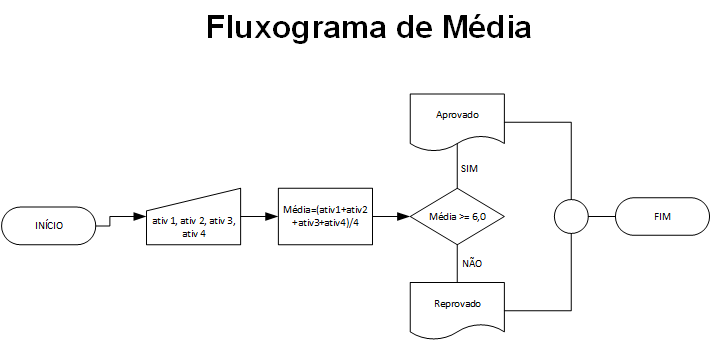 Fluxograma de Média
INÍCIO
ativ 1, ativ 2, ativ 3,
ativ 4
Média=(ativ1+ativ2
+ativ3+ativ4)/4
Média >= 6,0
SIM
Aprovado
NÃO
Reprovado
FIM